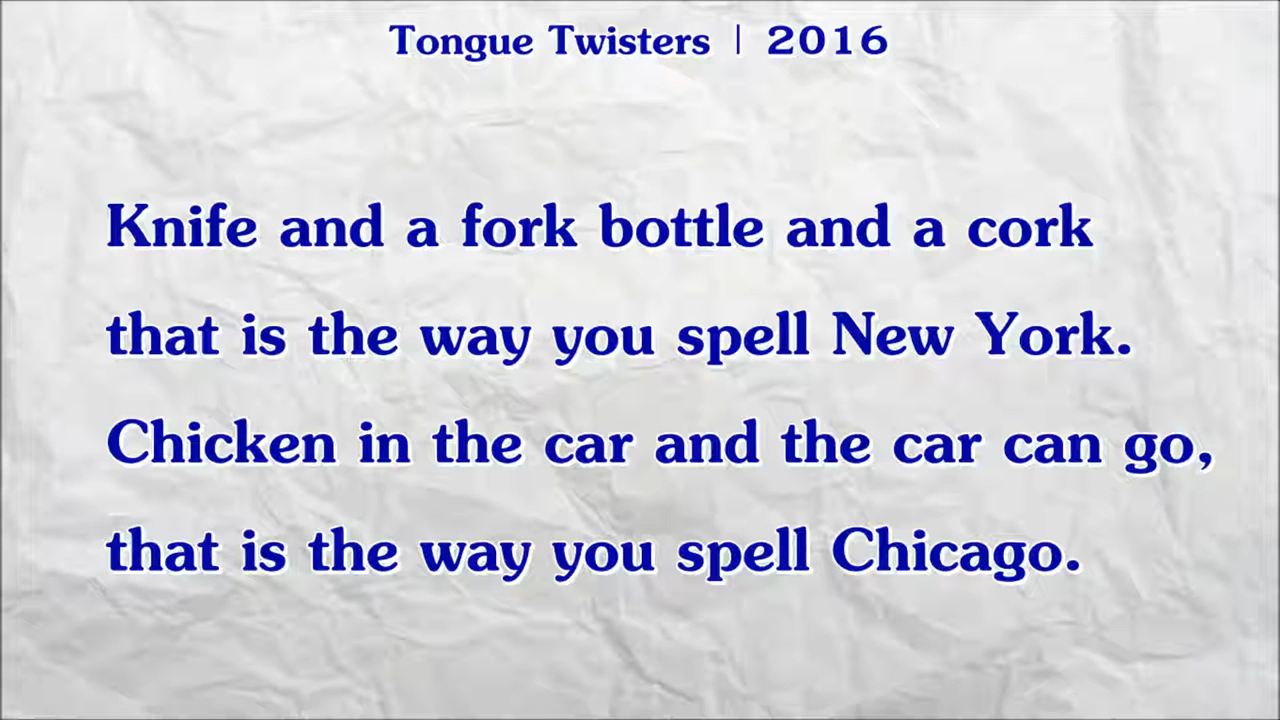 Tongue Twisters | 2016
Knife and a fork bottle and a cork
that is the way you spell New York.
Chicken in the car and the car can go,
that is the way you spell Chicago.